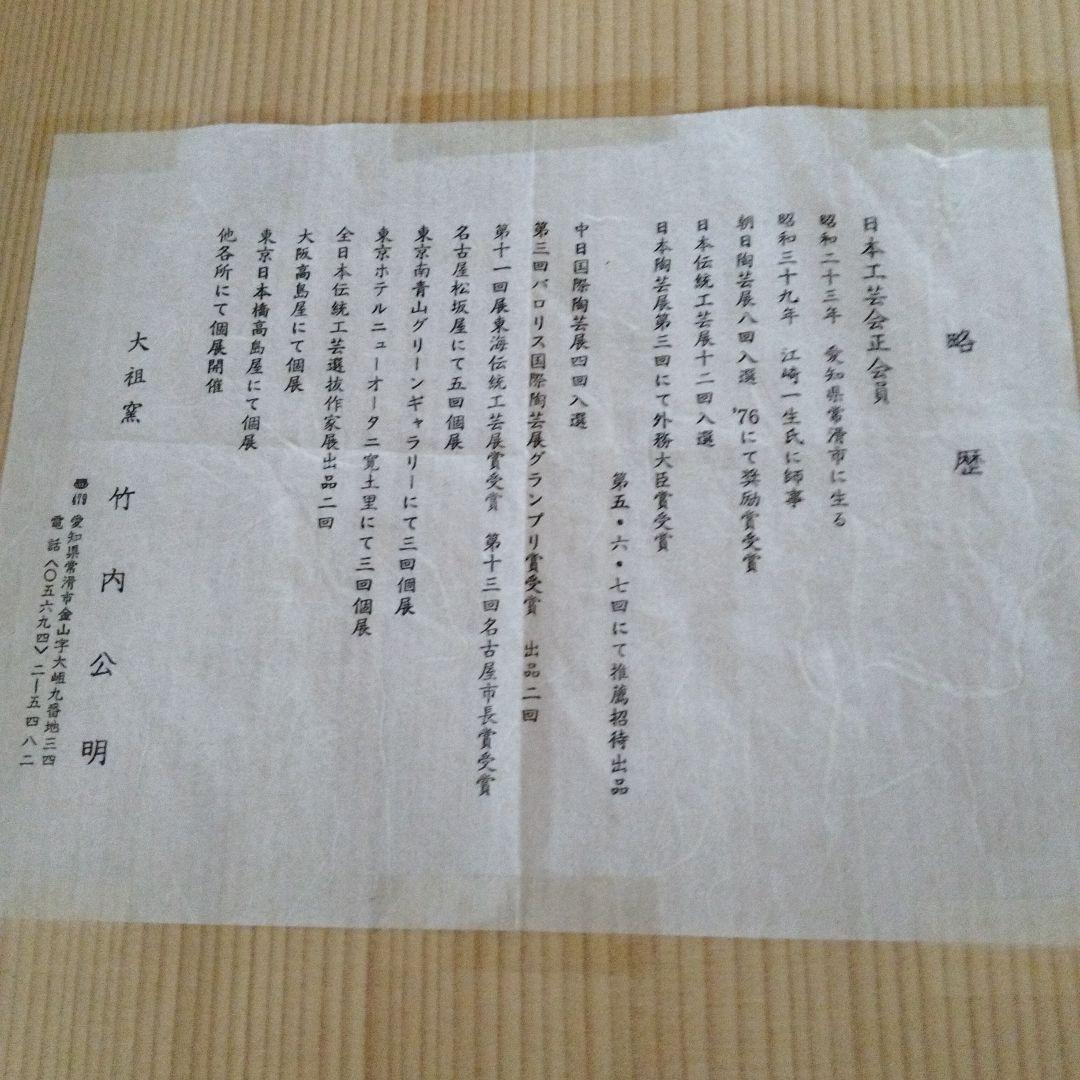 略歴
日本工芸会正会員
昭和二十三年 愛知県常滑市に生る
昭和三十九年 江崎一生氏に師事
朝日陶芸展八回入選 '76にて奨励賞受賞
日本伝統工芸展十二回入選
日本陶芸展第三回にて外務大臣賞受賞
第五・六・七回にて推薦招待出品
中日国際陶芸展四回入選
第三回バロリス国際陶芸展グランプリ賞受賞 出品二回
第十一回展東海伝統工芸展賞受賞 第十三回名古屋市長賞受賞
名古屋松坂屋にて五回個展
東京南青山グリーンギャラリーにて三回個展
東京ホテルニューオータニ寛土里にて三回個展
全日本伝統工芸選抜作家展出品二回
大阪高島屋にて個展
東京日本橋高島屋にて個展
他各所にて個展開催
大祖窯 竹内公明
〠479 愛知県常滑市金山字大岨九番地三四
電話〈〇五六九四〉二ー五四八二